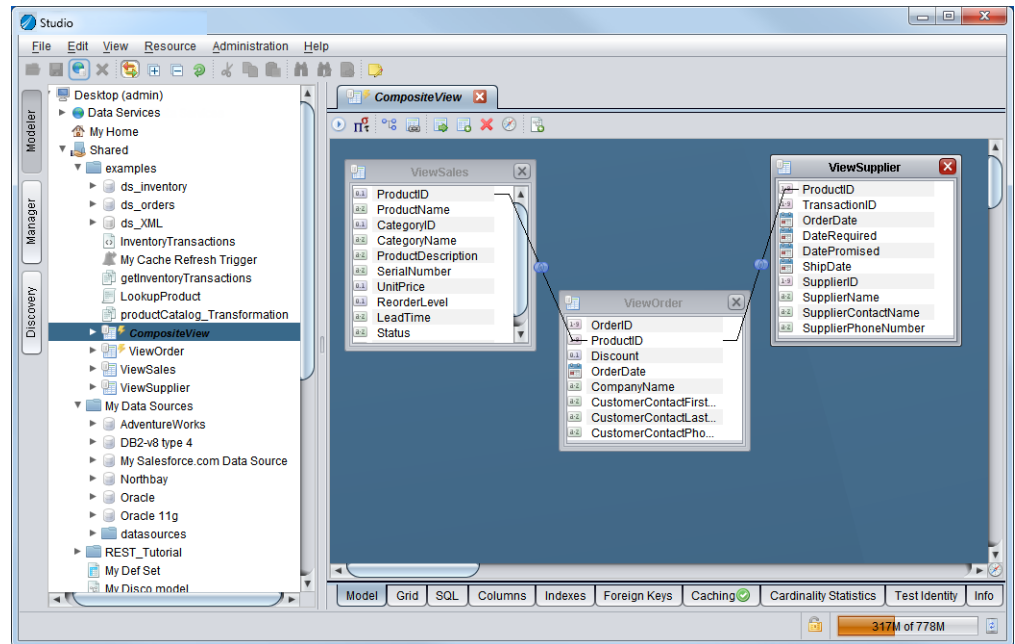 Studio
File Edit View Resource Administration Help
Modeler
Manager
Discovery
Desktop (admin)
Data Services
My Home
Shared
examples
ds_inventory
ds_orders
ds_XML
InventoryTransactions
My Cache Refresh Trigger
getInventoryTransactions
LookupProduct
productCatalog_Transformation
CompositeView
ViewOrder
ViewSales
ViewSupplier
My Data Sources
AdventureWorks
DB2-v8 type 4
My Salesforce.com Data Source
Northbay
Oracle
Oracle 11g
datasources
REST_Tutorial
My Def Set
My Disco model
CompositeView
ViewSales
ProductID
ProductName
CategoryID
CategoryName
ProductDescription
SerialNumber
UnitPrice
ReorderLevel
LeadTime
Status
ViewOrder
OrderID
ProductID
Discount
OrderDate
CompanyName
CustomerContactFirst...
CustomerContactLast...
CustomerContactPho...
ViewSupplier
ProductID
TransactionID
OrderDate
DateRequired
DatePromised
ShipDate
SupplierID
SupplierName
SupplierContactName
SupplierPhoneNumber
Model Grid SQL Columns Indexes Foreign Keys Caching Cardinality Statistics Test Identity Info
317M of 778M